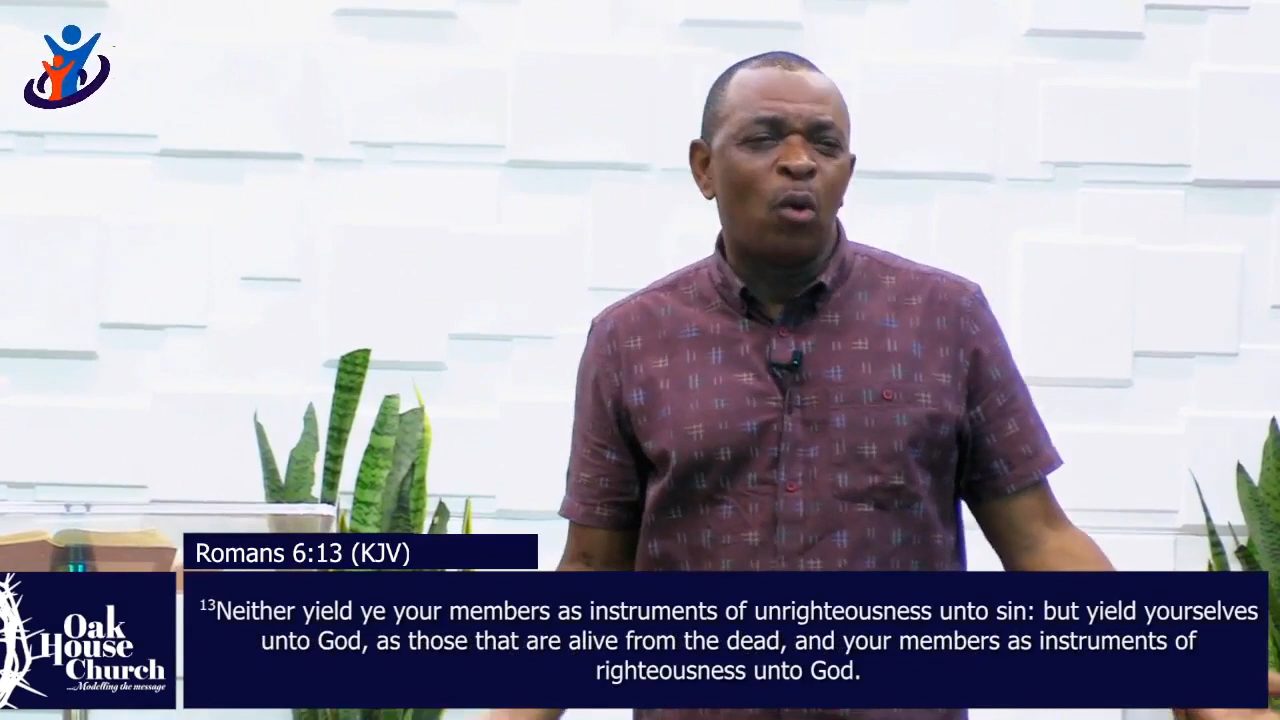 Romans 6:13 (KJV)
13Neither yield ye your members as instruments of unrighteousness unto sin: but yield yourselves
unto God, as those that are alive from the dead, and your members as instruments of
righteousness unto God.
Oak
House
Church
....Modelling the message